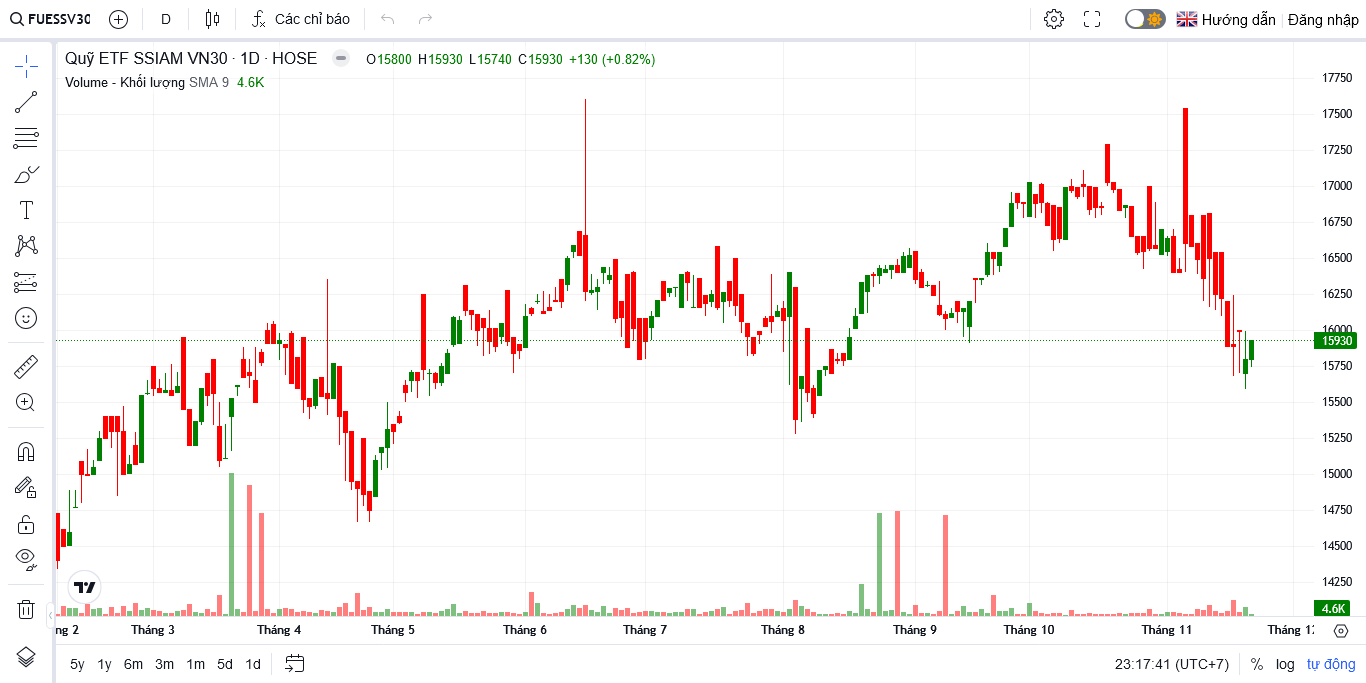 FUESSV30 D Các chỉ báo Hướng dẫn Đăng nhập
Quỹ ETF SSIAM VN30 · 1D · HOSE O15800 H15930 L15740 C15930 +130 (+0.82%)
Volume - Khối lượng SMA 9 4.6K
17750
17500
17250
17000
16750
16500
16250
16000
15930
15750
15500
15250
15000
14750
14500
14250
4.6K
ng 2 Tháng 3 Tháng 4 Tháng 5 Tháng 6 Tháng 7 Tháng 8 Tháng 9 Tháng 10 Tháng 11 Tháng 12
5y 1y 6m 3m 1m 5d 1d 23:17:41 (UTC+7) % log tự động